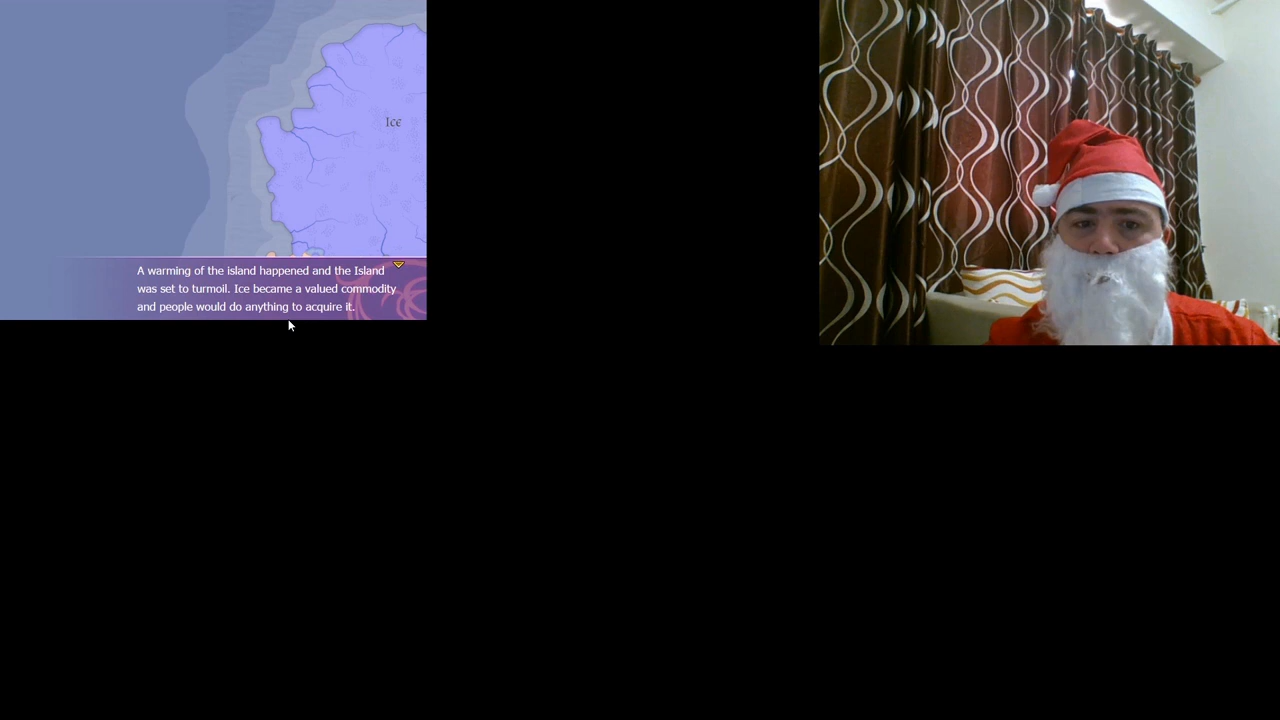 Ice
A warming of the island happened and the Island
was set to turmoil. Ice became a valued commodity
and people would do anything to acquire it.